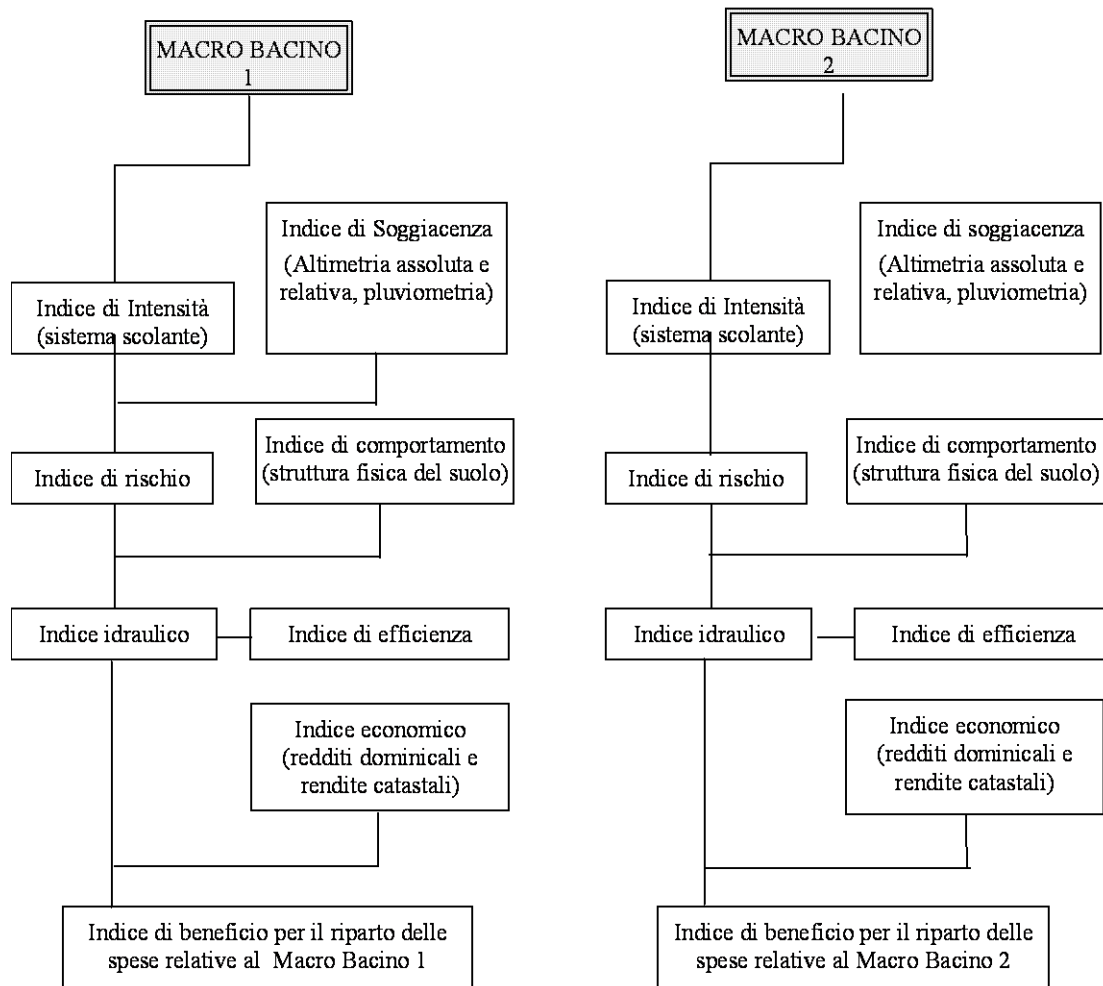 MACRO BACINO
1
Indice di Soggiacenza
(Altimetria assoluta e
relativa, pluviometria)
Indice di Intensità
(sistema scolante)
Indice di comportamento
(struttura fisica del suolo)
Indice di rischio
Indice idraulico
Indice di efficienza
Indice economico
(redditi dominicali e
rendite catastali)
Indice di beneficio per il riparto delle
spese relative al Macro Bacino 1
MACRO BACINO
2
Indice di soggiacenza
(Altimetria assoluta e
relativa, pluviometria)
Indice di Intensità
(sistema scolante)
Indice di comportamento
(struttura fisica del suolo)
Indice di rischio
Indice idraulico
Indice di efficienza
Indice economico
(redditi dominicali e
rendite catastali)
Indice di beneficio per il riparto delle
spese relative al Macro Bacino 2